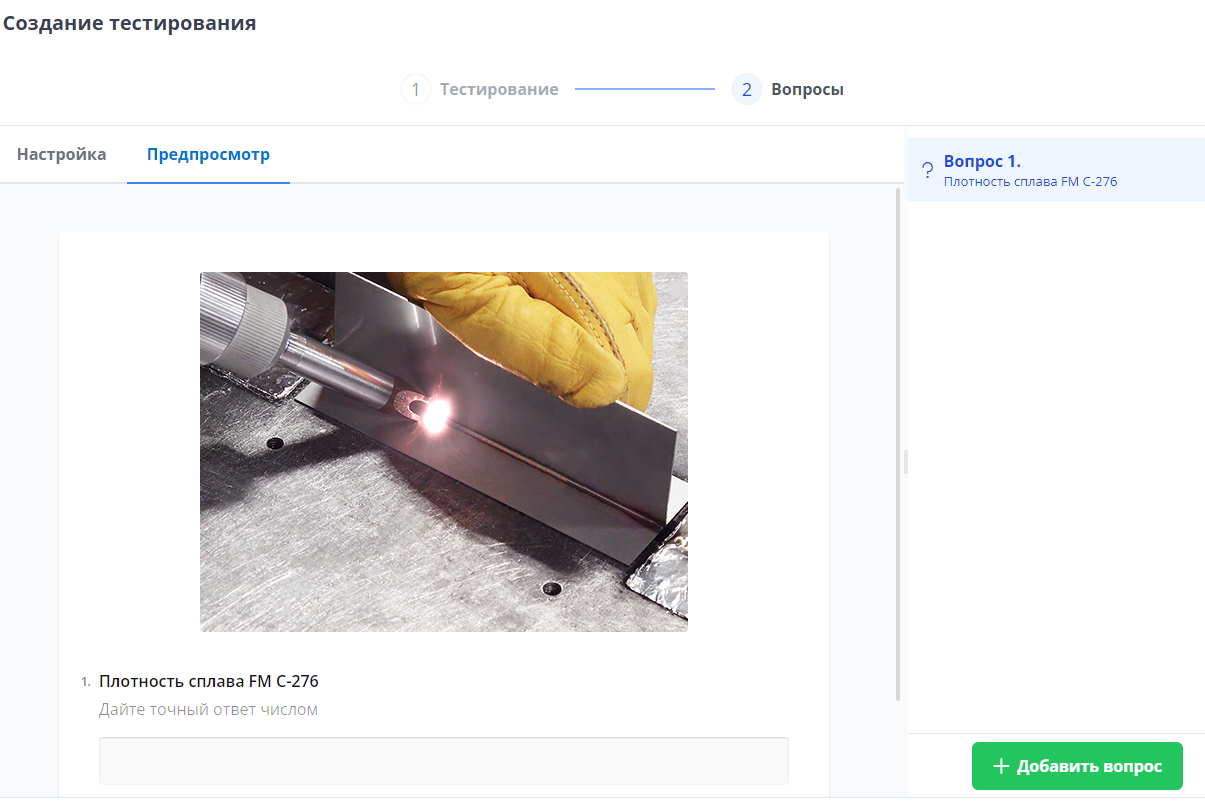 Создание тестирования
1 Тестирование 2 Вопросы
Настройка Предпросмотр
? Вопрос 1.
Плотность сплава FM C-276
1. Плотность сплава FM C-276
Дайте точный ответ числом
+ Добавить вопрос